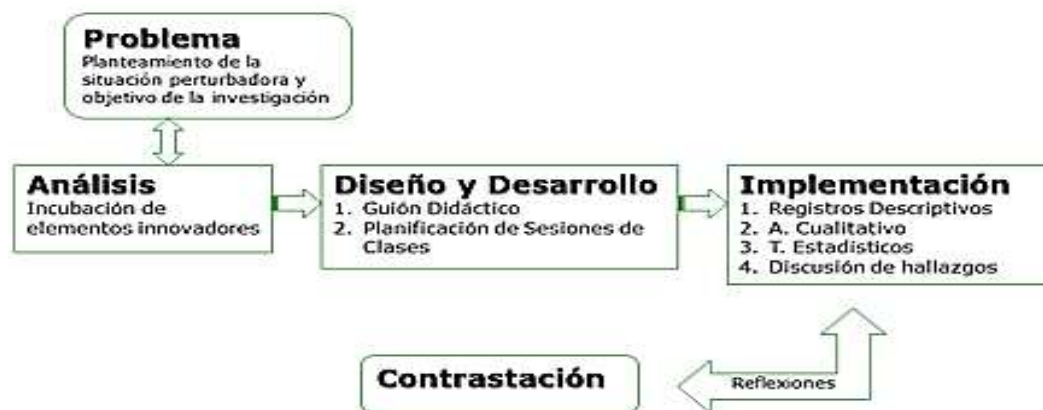 Problema
Planteamiento de la
situación perturbadora y
objetivo de la investigación
Análisis
Incubación de
elementos innovadores
Diseño y Desarrollo
1. Guión Didáctico
2. Planificación de Sesiones de
Clases
Implementación
1. Registros Descriptivos
2. A. Cualitativo
3. T. Estadísticos
4. Discusión de hallazgos
Contrastación
Reflexiones